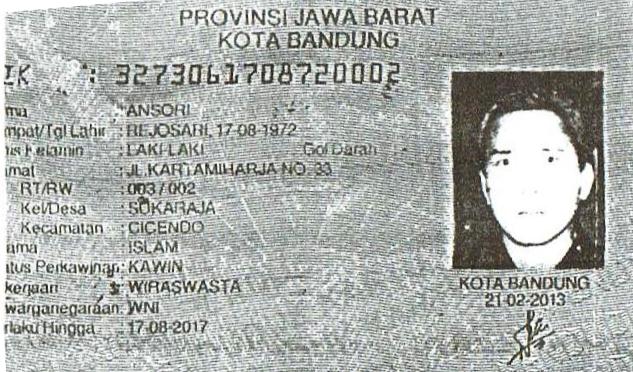 PROVINSI JAWA BARAT
KOTA BANDUNG
IK : 3273061708720002
ma : ANSORI
mpat/Tgl Lahir : REJOSARI, 17-08-1972
nis Kelamin : LAKI-LAKI Gol Darah
mat : JL. KARTAMIHARJA NO. 33
RT/RW : 003 / 002
Kel/Desa : SUKARAJA
Kecamatan : CICENDO
ama : ISLAM
tus Perkawinan : KAWIN
kerjaan : WIRASWASTA
warganegaraan: WNI
rlaku Hingga : 17-08-2017
KOTA BANDUNG
21-02-2013